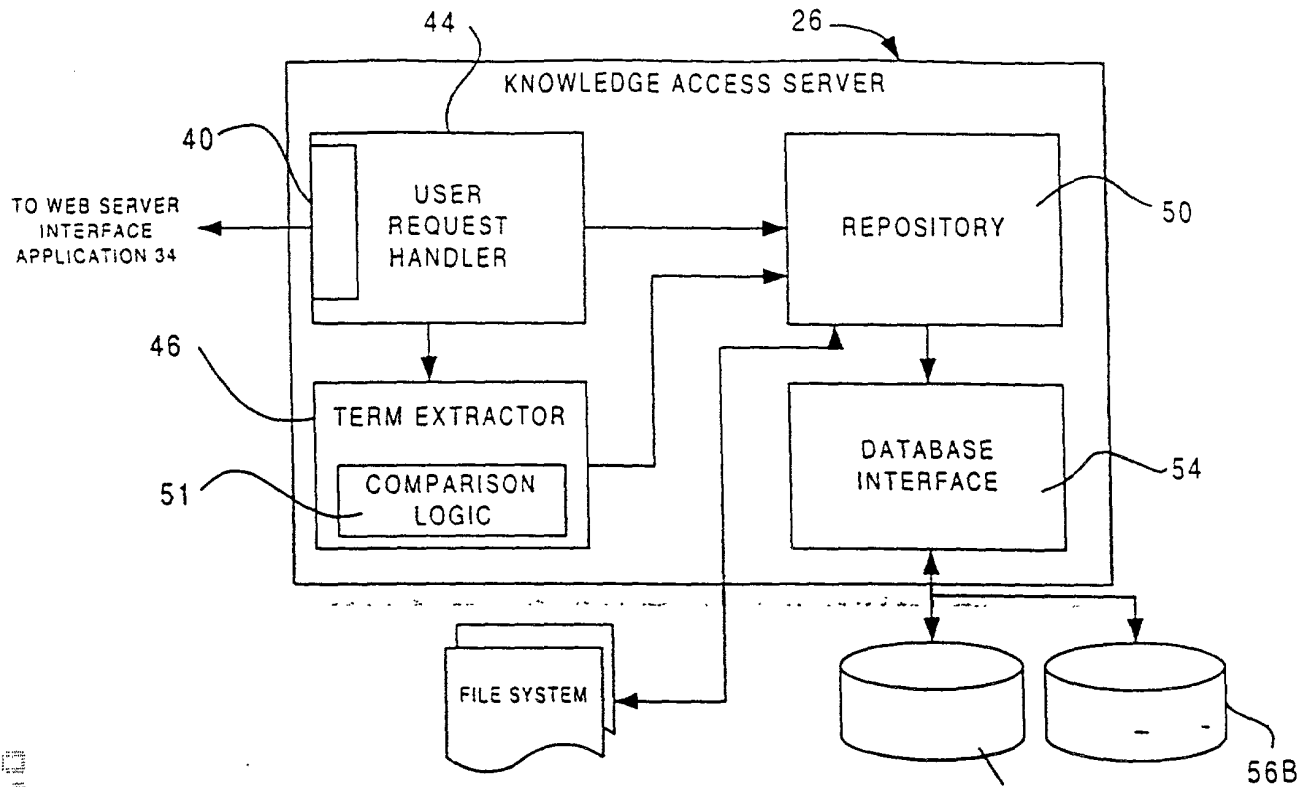 26
44
KNOWLEDGE ACCESS SERVER
40
USER
REQUEST
HANDLER
TO WEB SERVER
INTERFACE
APPLICATION 34
REPOSITORY
50
46
TERM EXTRACTOR
COMPARISON
LOGIC
51
DATABASE
INTERFACE
54
FILE SYSTEM
56B